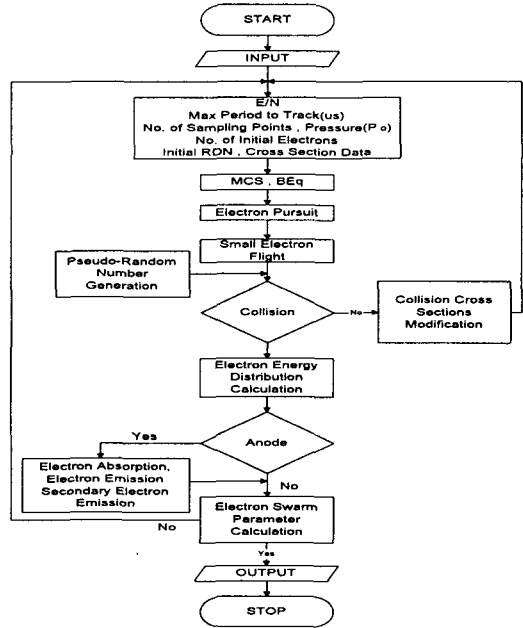 START
INPUT
E/N
Max Period to Track(us)
No. of Sampling Points , Pressure(P o)
No. of Initial Electrons
Initial RDN , Cross Section Data
MCS , BEq
Electron Pursuit
Small Electron
Flight
Pseudo-Random
Number
Generation
Collision
No
Collision Cross
Sections
Modification
Electron Energy
Distribution
Calculation
Yes
Anode
Electron Absorption,
Electron Emission
Secondary Electron
Emission
No
Electron Swarm
Parameter
Calculation
No
Yes
OUTPUT
STOP